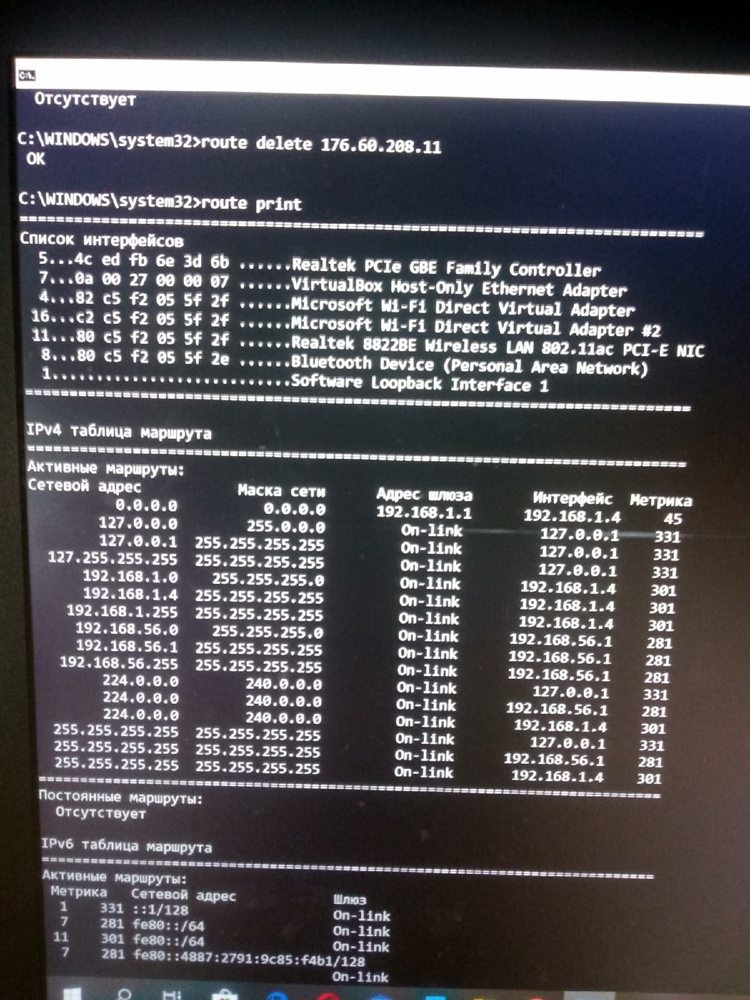 Отсутствует
C:\WINDOWS\system32>route delete 176.60.208.11
ОК
C:\WINDOWS\system32>route print
===========================================================================
Список интерфейсов
5...4c ed fb 6e 3d 6b ......Realtek PCIe GBE Family Controller
7...0a 00 27 00 00 07 ......VirtualBox Host-Only Ethernet Adapter
4...82 c5 f2 05 5f 2f ......Microsoft Wi-Fi Direct Virtual Adapter
16...c2 c5 f2 05 5f 2f ......Microsoft Wi-Fi Direct Virtual Adapter #2
11...80 c5 f2 05 5f 2f ......Realtek 8822BE Wireless LAN 802.11ac PCI-E NIC
8...80 c5 f2 05 5f 2e ......Bluetooth Device (Personal Area Network)
1...........................Software Loopback Interface 1
===========================================================================
IPv4 таблица маршрута
===========================================================================
Активные маршруты:
Сетевой адрес Маска сети Адрес шлюза Интерфейс Метрика
0.0.0.0 0.0.0.0 192.168.1.1 192.168.1.4 45
127.0.0.0 255.0.0.0 On-link 127.0.0.1 331
127.0.0.1 255.255.255.255 On-link 127.0.0.1 331
127.255.255.255 255.255.255.255 On-link 127.0.0.1 331
192.168.1.0 255.255.255.0 On-link 192.168.1.4 301
192.168.1.4 255.255.255.255 On-link 192.168.1.4 301
192.168.1.255 255.255.255.255 On-link 192.168.1.4 301
192.168.56.0 255.255.255.0 On-link 192.168.56.1 281
192.168.56.1 255.255.255.255 On-link 192.168.56.1 281
192.168.56.255 255.255.255.255 On-link 192.168.56.1 281
224.0.0.0 240.0.0.0 On-link 127.0.0.1 331
224.0.0.0 240.0.0.0 On-link 192.168.56.1 281
224.0.0.0 240.0.0.0 On-link 192.168.1.4 301
255.255.255.255 255.255.255.255 On-link 127.0.0.1 331
255.255.255.255 255.255.255.255 On-link 192.168.56.1 281
255.255.255.255 255.255.255.255 On-link 192.168.1.4 301
===========================================================================
Постоянные маршруты:
Отсутствует
IPv6 таблица маршрута
===========================================================================
Активные маршруты:
Метрика Сетевой адрес Шлюз
1 331 ::1/128 On-link
7 281 fe80::/64 On-link
11 301 fe80::/64 On-link
7 281 fe80::4887:2791:9c85:f4b1/128
On-link